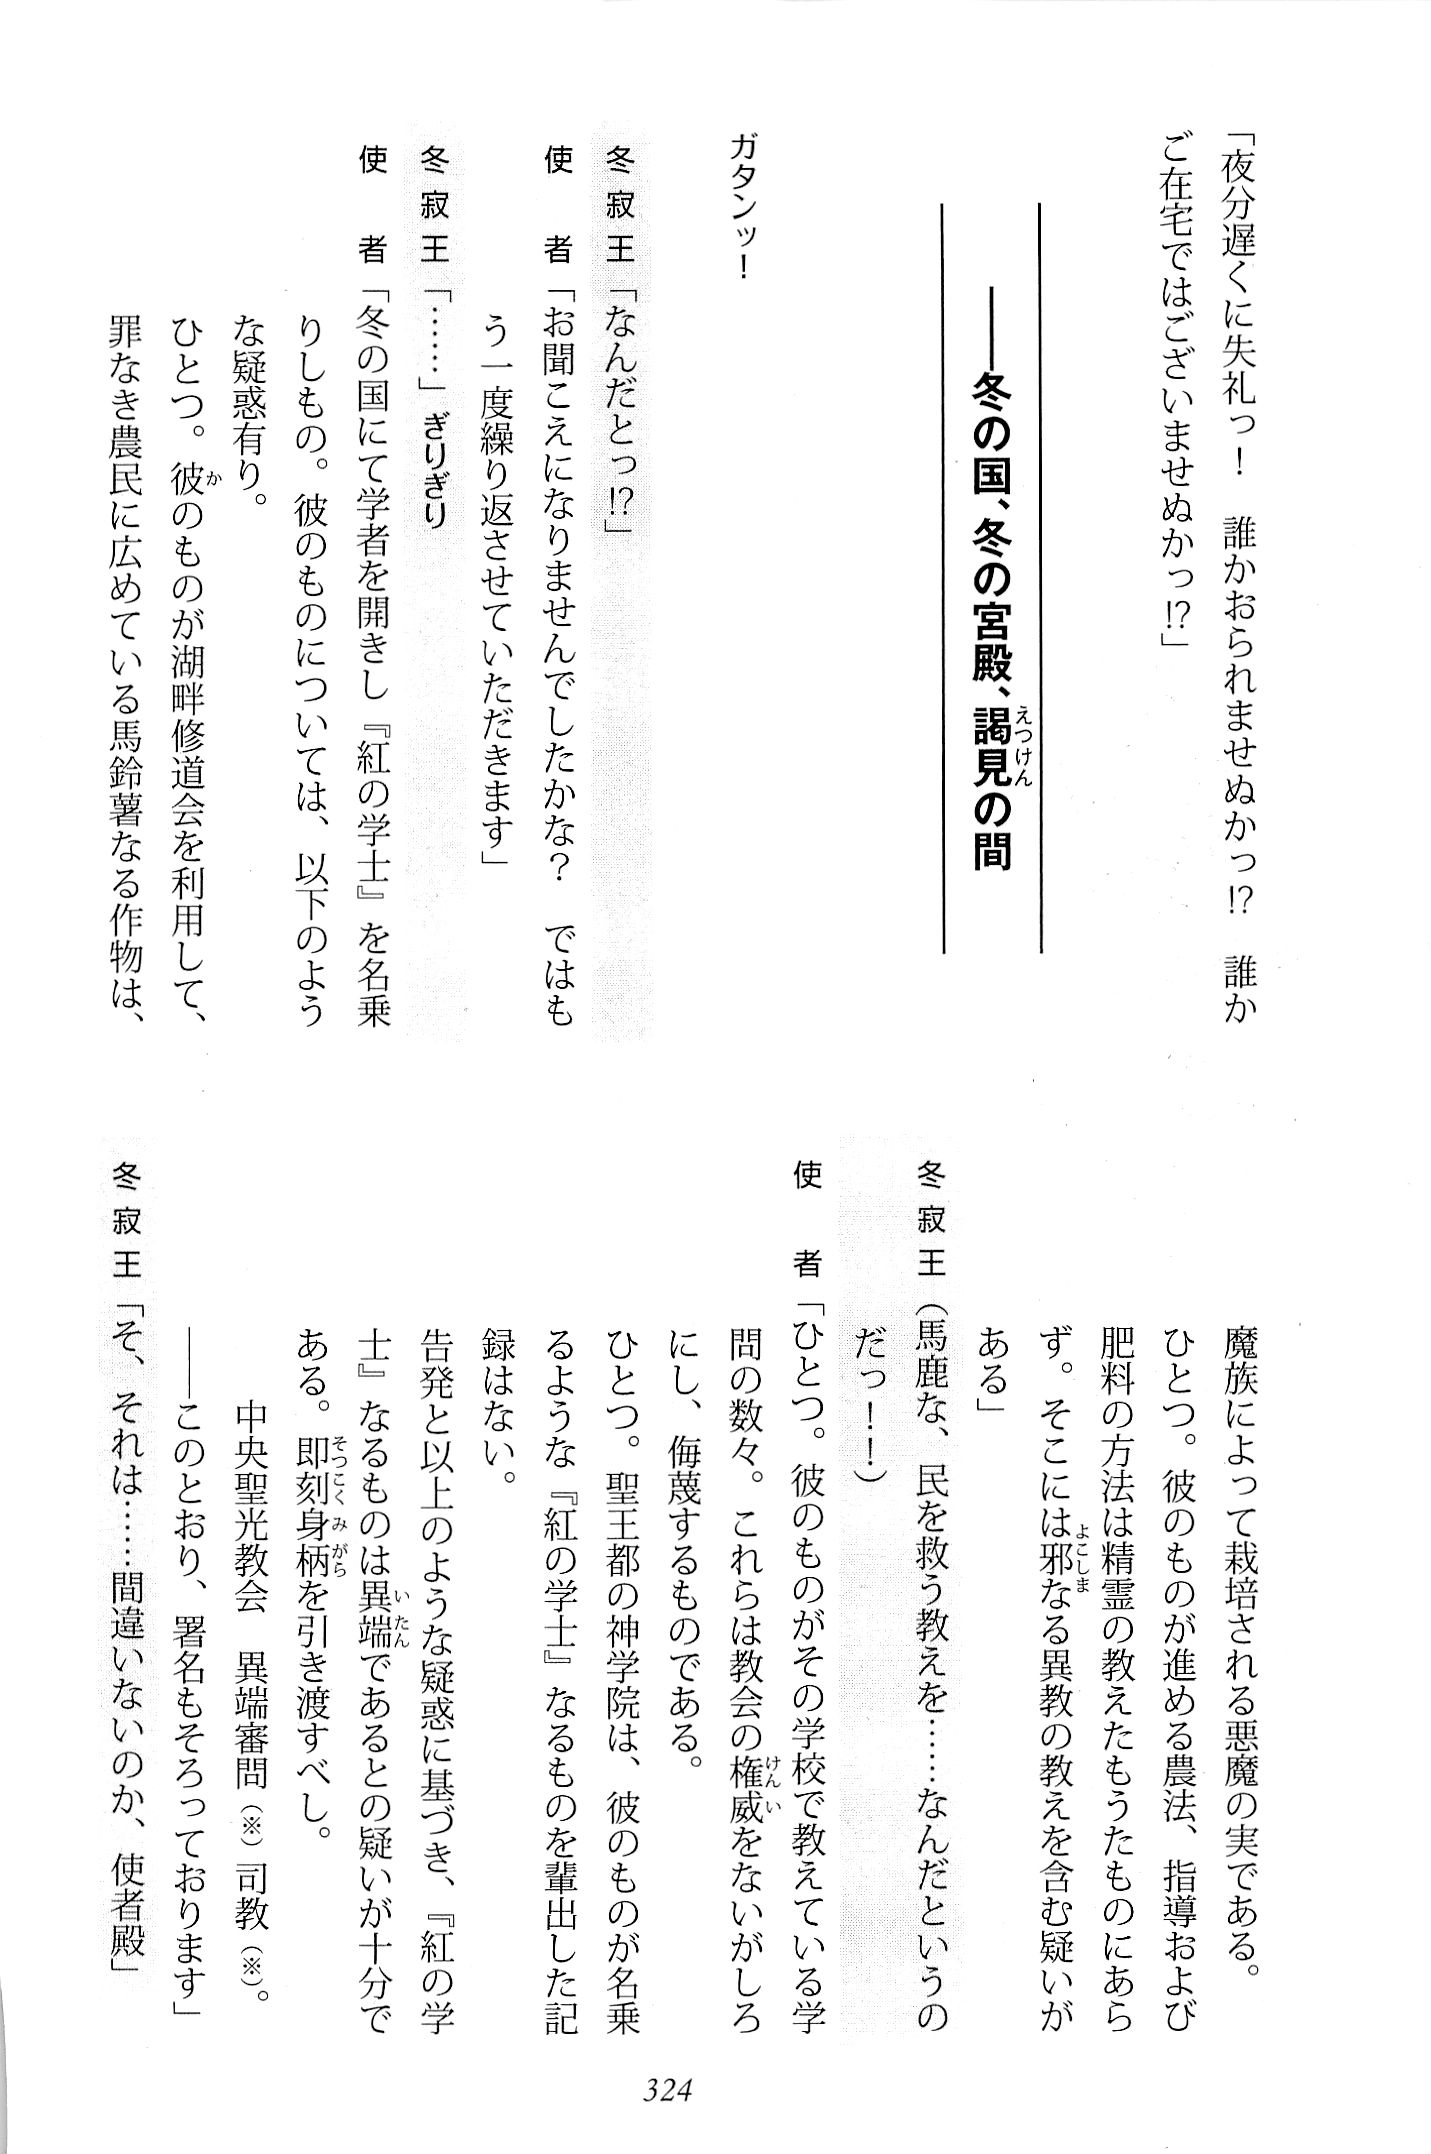 「夜分遅くに失礼っ！　誰かおられませぬかっ!?　誰か
ご在宅ではございませぬかっ!?」
――冬の国、冬の宮殿、謁見の間
えっけん
ガタンッ！
冬寂王「なんだとっ!?」
使　者「お聞こえになりませんでしたかな？　ではも
う一度繰り返させていただきます」
冬寂王「……」ぎりぎり
使　者「冬の国にて学者を開きし『紅の学士』を名乗
りしもの。彼のものについては、以下のよう
な疑惑有り。
ひとつ。彼のものが湖畔修道会を利用して、
か
罪なき農民に広めている馬鈴薯なる作物は、
魔族によって栽培される悪魔の実である。
ひとつ。彼のものが進める農法、指導および
肥料の方法は精霊の教えたもうたものにあら
ず。そこには邪なる異教の教えを含む疑いが
よこしま
ある」
冬寂王（馬鹿な、民を救う教えを……なんだというの
だっ！！）
使　者「ひとつ。彼のものがその学校で教えている学
問の数々。これらは教会の権威をないがしろ
けんい
にし、侮蔑するものである。
ひとつ。聖王都の神学院は、彼のものが名乗
るような『紅の学士』なるものを輩出した記
録はない。
告発と以上のような疑惑に基づき、『紅の学
士』なるものは異端であるとの疑いが十分で
いたん
ある。即刻身柄を引き渡すべし。
そっこくみがら
中央聖光教会　異端審問（※）司教（※）。
――このとおり、署名もそろっております」
冬寂王「そ、それは……間違いないのか、使者殿」
324